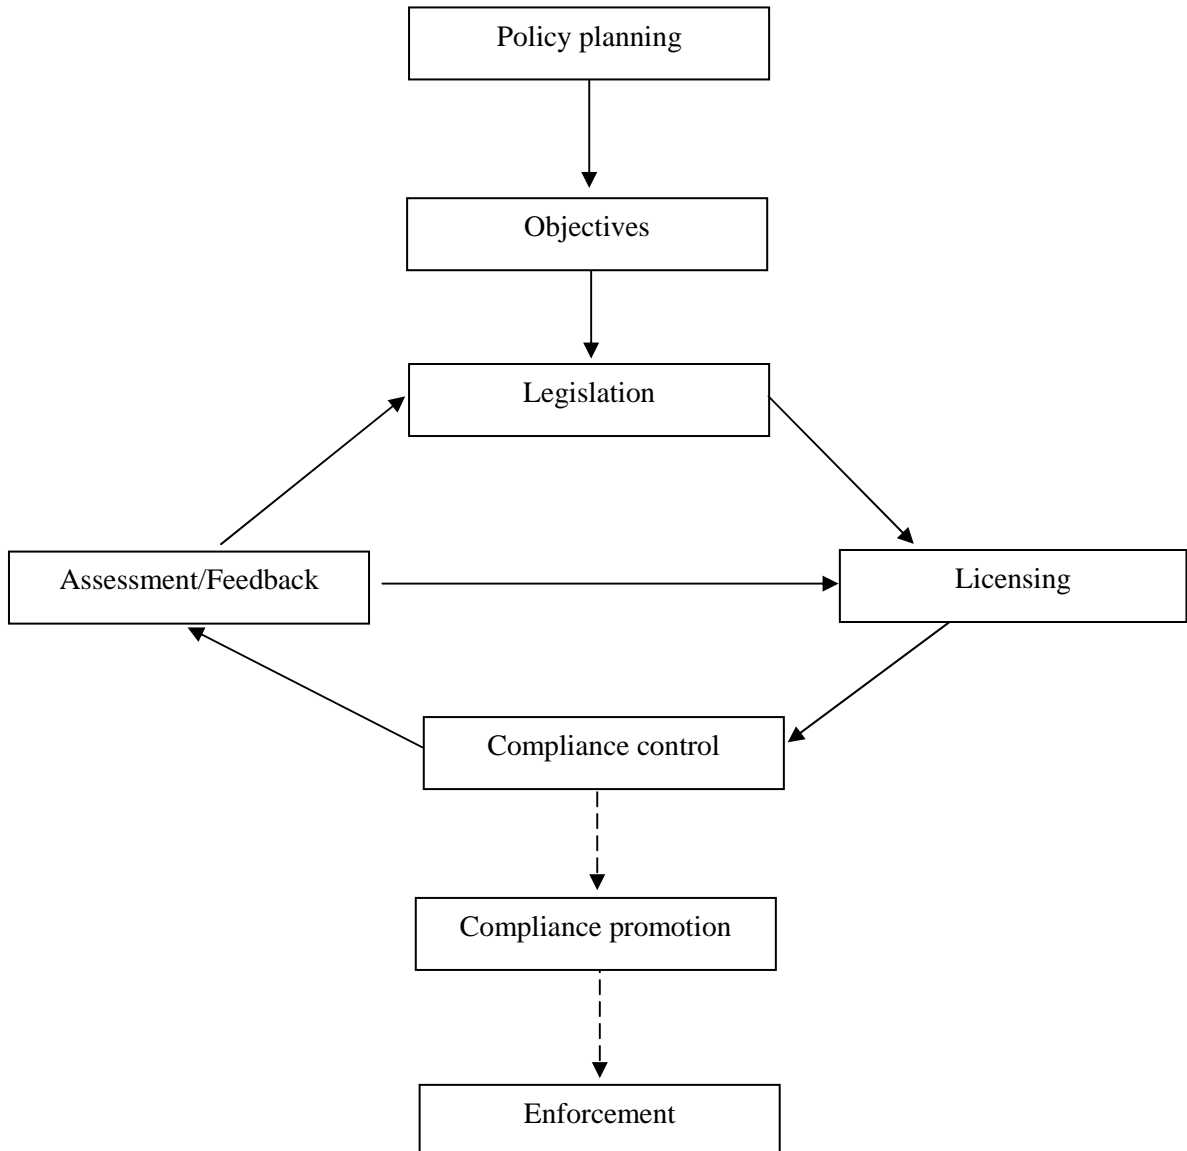 Policy planning
Objectives
Legislation
Assessment/Feedback
Licensing
Compliance control
Compliance promotion
Enforcement